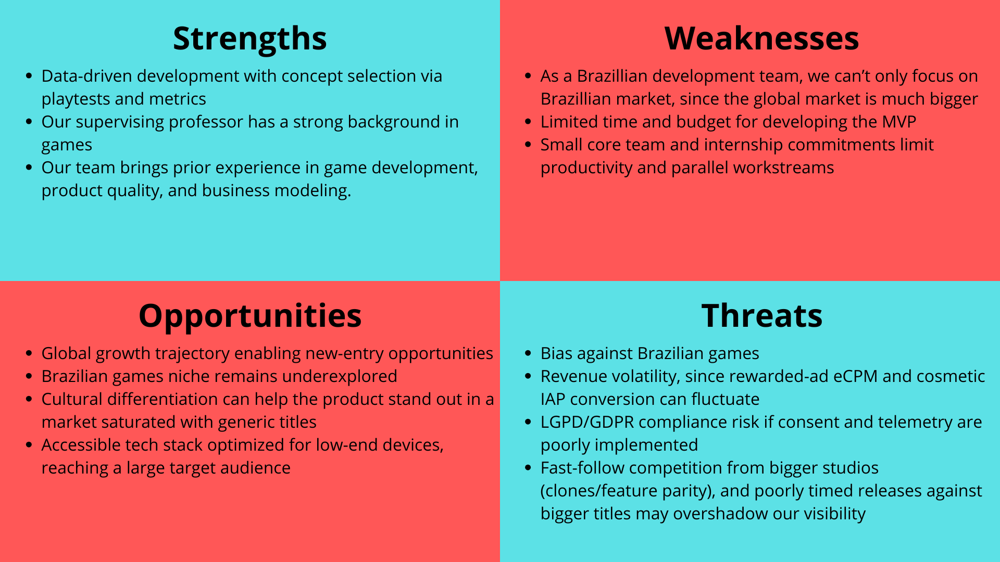 Strengths
• Data-driven development with concept selection via
playtests and metrics
• Our supervising professor has a strong background in
games
• Our team brings prior experience in game development,
product quality, and business modeling.
Weaknesses
• As a Brazillian development team, we can’t only focus on
Brazillian market, since the global market is much bigger
• Limited time and budget for developing the MVP
• Small core team and internship commitments limit
productivity and parallel workstreams
Opportunities
• Global growth trajectory enabling new-entry opportunities
• Brazilian games niche remains underexplored
• Cultural differentiation can help the product stand out in a
market saturated with generic titles
• Accessible tech stack optimized for low-end devices,
reaching a large target audience
Threats
• Bias against Brazilian games
• Revenue volatility, since rewarded-ad eCPM and cosmetic
IAP conversion can fluctuate
• LGPD/GDPR compliance risk if consent and telemetry are
poorly implemented
• Fast-follow competition from bigger studios
(clones/feature parity), and poorly timed releases against
bigger titles may overshadow our visibility